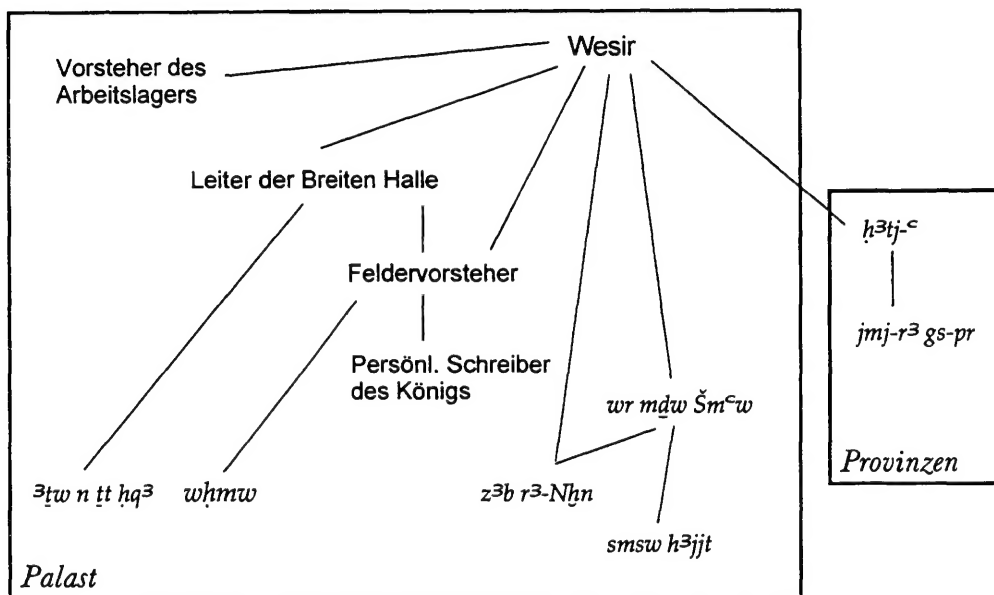 Wesir
Vorsteher des
Arbeitslagers
Leiter der Breiten Halle
ḥꜣtj-ꜥ
Feldervorsteher
jmj-rꜣ gs-pr
Persönl. Schreiber
des Königs
wr mḏw Šmꜥw
Provinzen
ꜣṯw n ṯt ḥqꜣ
wḥmw
zꜣb rꜣ-Nḫn
smsw hꜣjjt
Palast